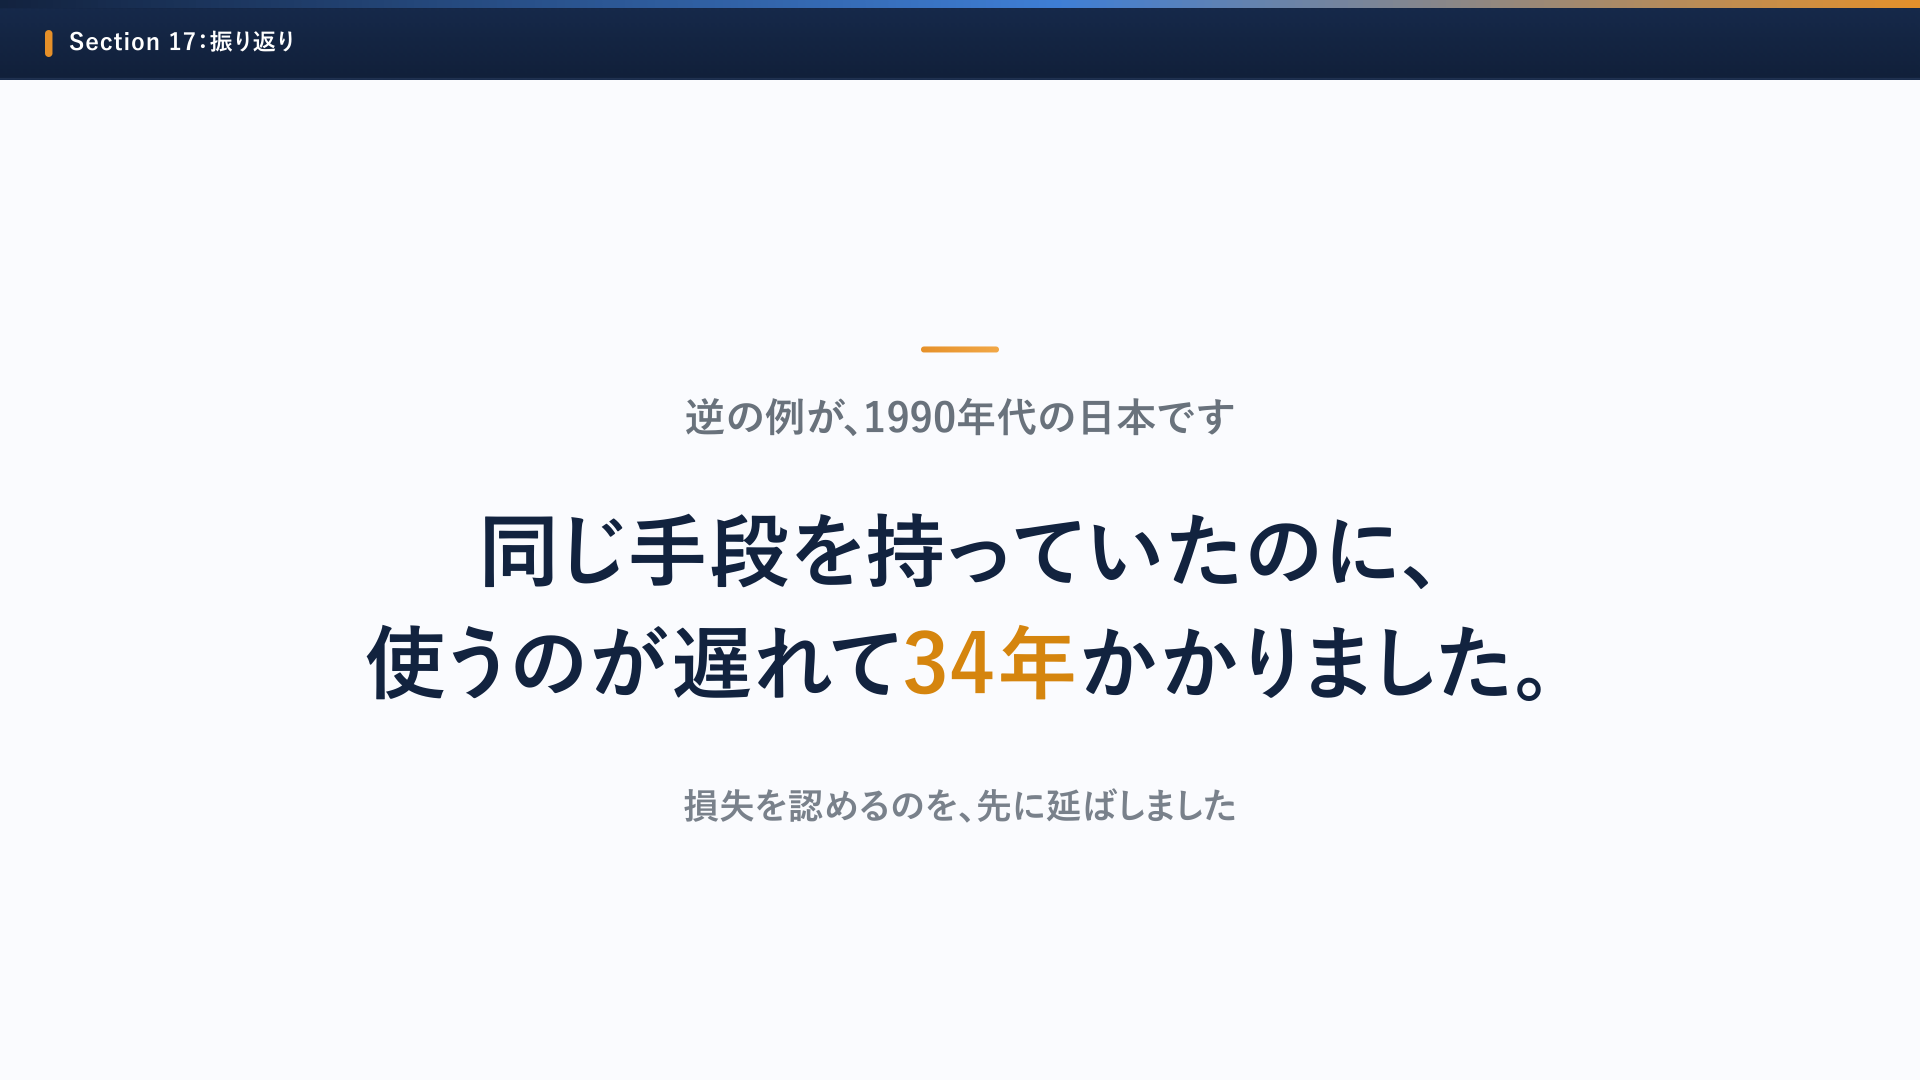 Section 17：振り返り
逆の例が、1990年代の日本です
同じ手段を持っていたのに、
使うのが遅れて34年かかりました。
損失を認めるのを、先に延ばしました